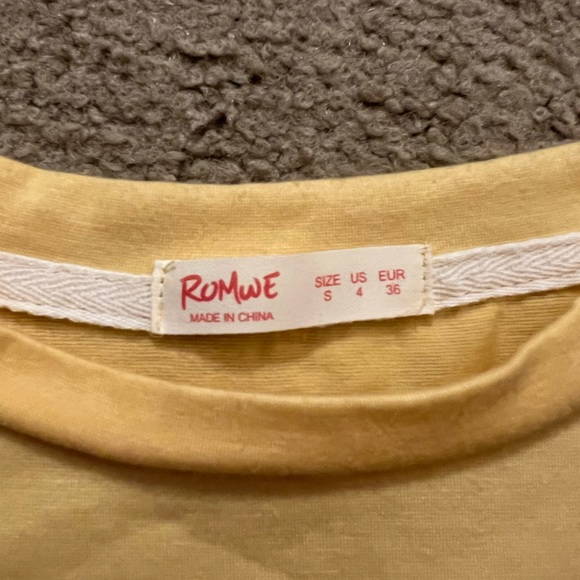 ROMWE
MADE IN CHINA
SIZE US EUR
S 4 36